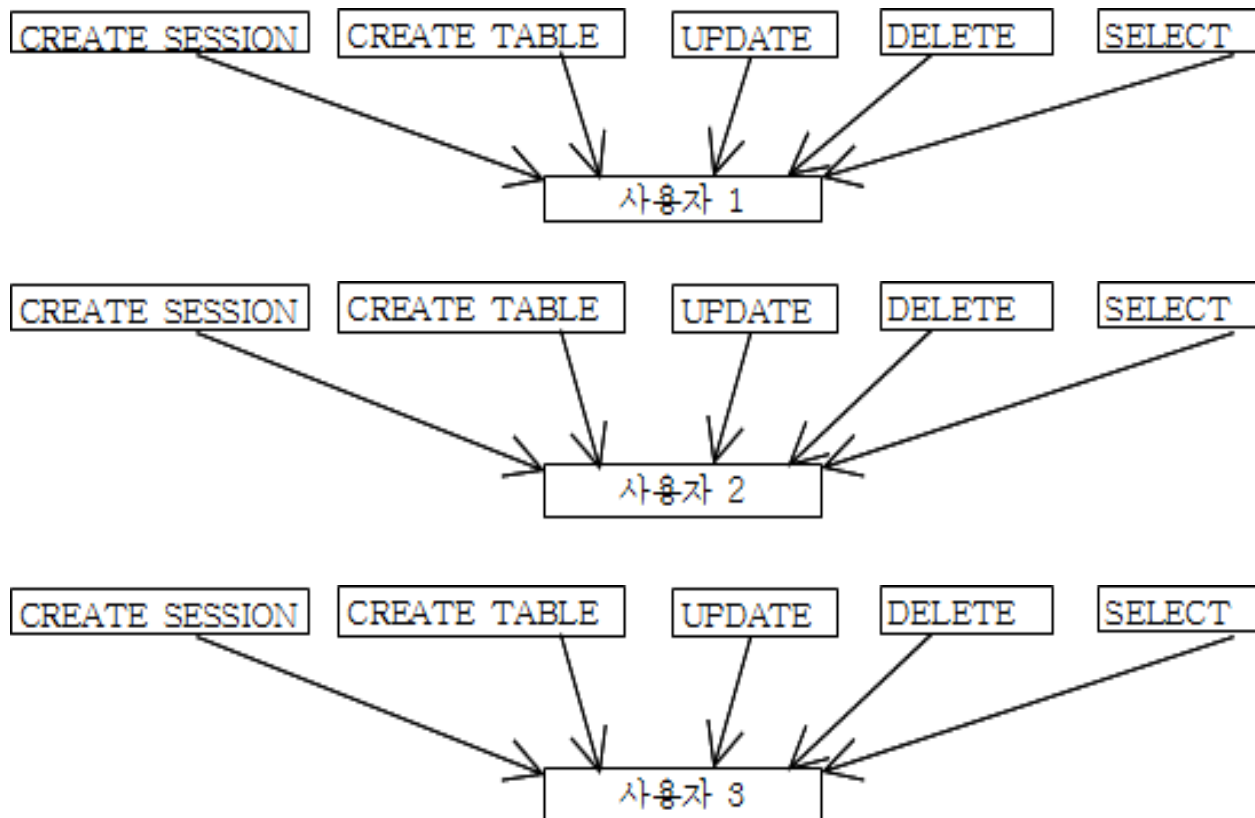 CREATE SESSION CREATE TABLE UPDATE DELETE SELECT
사용자 1
CREATE SESSION CREATE TABLE UPDATE DELETE SELECT
사용자 2
CREATE SESSION CREATE TABLE UPDATE DELETE SELECT
사용자 3